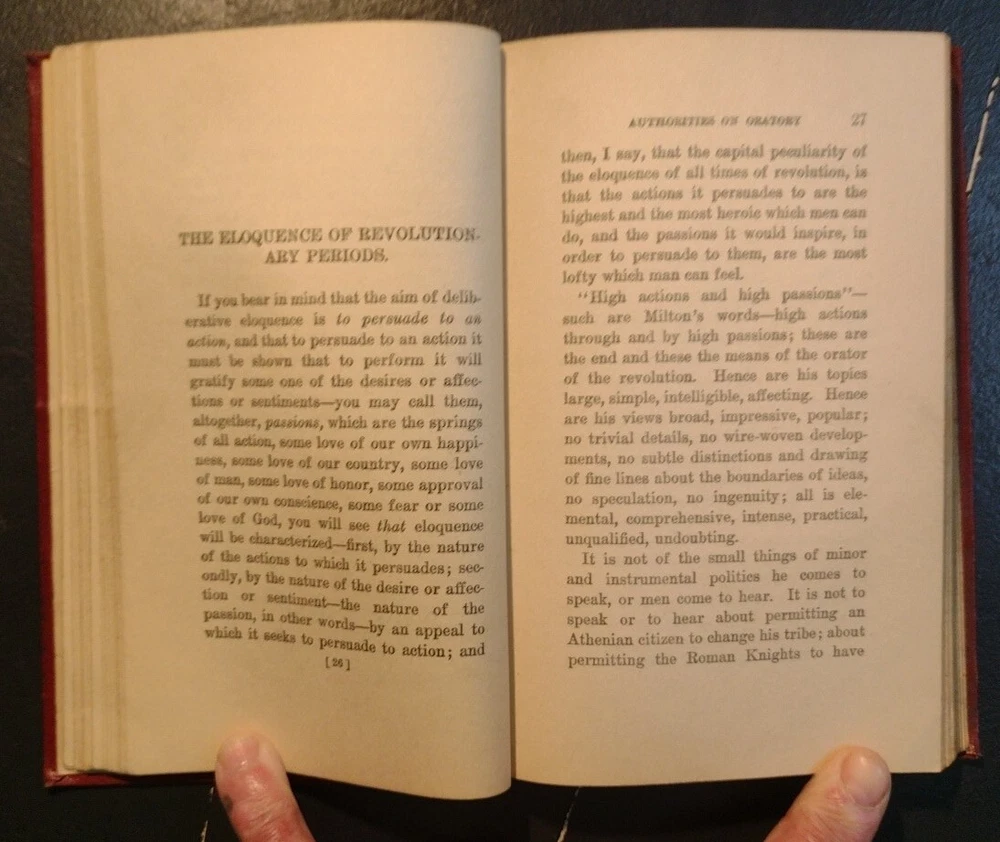 THE ELOQUENCE OF REVOLUTION-
ARY PERIODS.
If you bear in mind that the aim of delib-
erative eloquence is to persuade to an
action, and that to persuade to an action it
must be shown that to perform it will
gratify some one of the desires or affec-
tions or sentiments—you may call them,
altogether, passions, which are the springs
of all action, some love of our own happi-
ness, some love of our country, some love
of man, some love of honor, some approval
of our own conscience, some fear or some
love of God, you will see that eloquence
will be characterized—first, by the nature
of the actions to which it persuades; sec-
ondly, by the nature of the desire or affec-
tion or sentiment—the nature of the
passion, in other words—by an appeal to
which it seeks to persuade to action; and
[26]
AUTHORITIES ON ORATORY 27
then, I say, that the capital peculiarity of
the eloquence of all times of revolution, is
that the actions it persuades to are the
highest and the most heroic which men can
do, and the passions it would inspire, in
order to persuade to them, are the most
lofty which man can feel.
"High actions and high passions"—
such are Milton's words—high actions
through and by high passions; these are
the end and these the means of the orator
of the revolution. Hence are his topics
large, simple, intelligible, affecting. Hence
are his views broad, impressive, popular;
no trivial details, no wire-woven develop-
ments, no subtle distinctions and drawing
of fine lines about the boundaries of ideas,
no speculation, no ingenuity; all is ele-
mental, comprehensive, intense, practical,
unqualified, undoubting.
It is not of the small things of minor
and instrumental politics he comes to
speak, or men come to hear. It is not to
speak or to hear about permitting an
Athenian citizen to change his tribe; about
permitting the Roman Knights to have